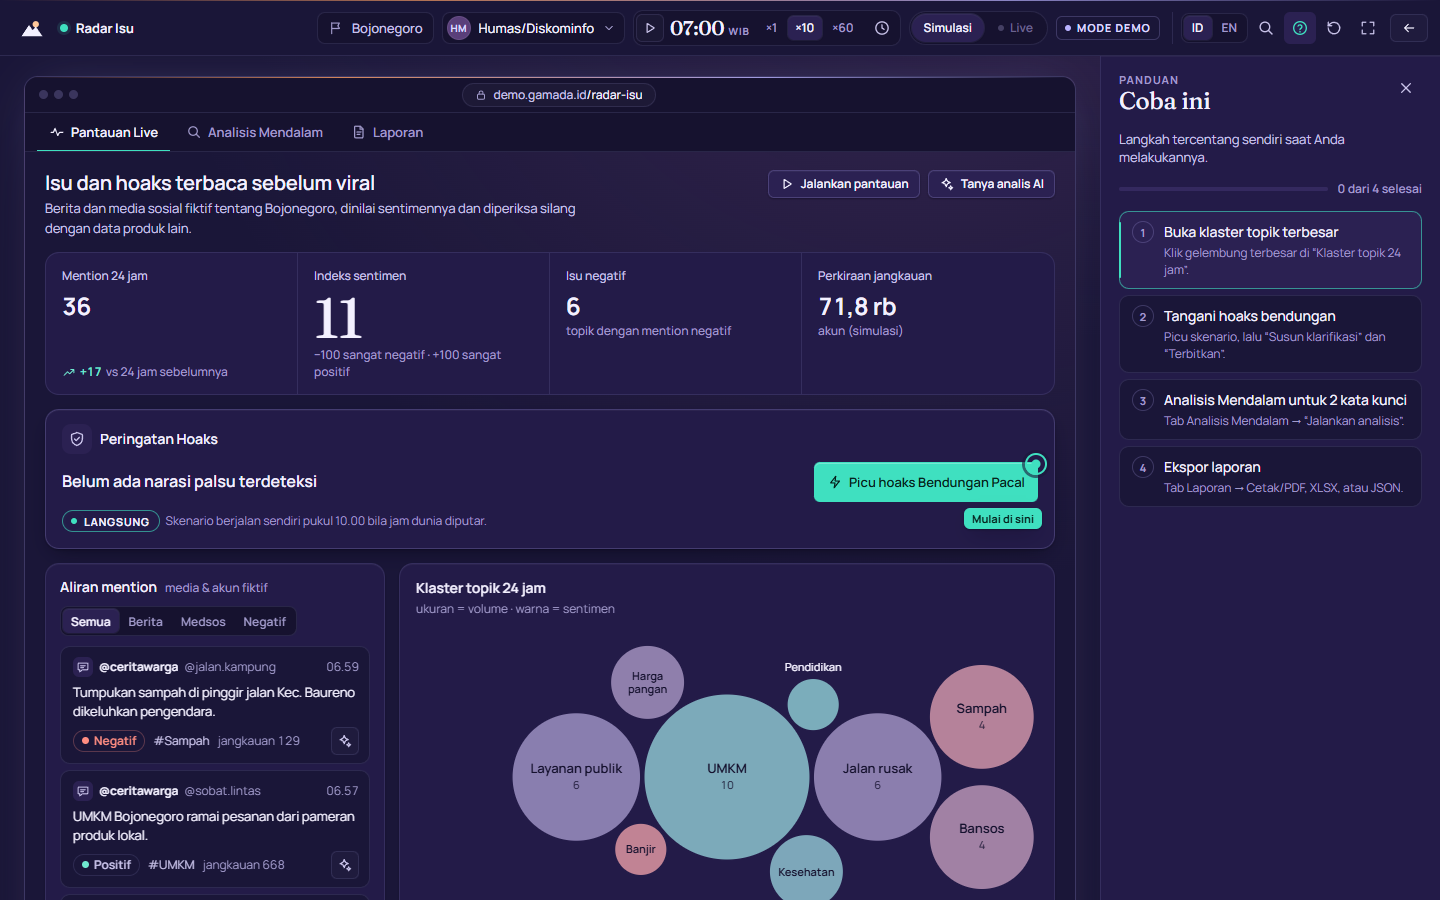 Radar Isu
Bojonegoro
HM Humas/Diskominfo
07:00 WIB
×1 ×10 ×60
Simulasi Live
MODE DEMO
ID EN
demo.gamada.id/radar-isu
Pantauan Live
Analisis Mendalam
Laporan
Isu dan hoaks terbaca sebelum viral
Berita dan media sosial fiktif tentang Bojonegoro, dinilai sentimennya dan diperiksa silang
dengan data produk lain.
Jalankan pantauan
Tanya analis AI
Mention 24 jam
36
+17 vs 24 jam sebelumnya
Indeks sentimen
11
−100 sangat negatif · +100 sangat
positif
Isu negatif
6
topik dengan mention negatif
Perkiraan jangkauan
71,8 rb
akun (simulasi)
Peringatan Hoaks
Belum ada narasi palsu terdeteksi
LANGSUNG Skenario berjalan sendiri pukul 10.00 bila jam dunia diputar.
Picu hoaks Bendungan Pacal
Mulai di sini
Aliran mention media & akun fiktif
Semua Berita Medsos Negatif
@ceritawarga @jalan.kampung 06.59
Tumpukan sampah di pinggir jalan Kec. Baureno
dikeluhkan pengendara.
Negatif #Sampah jangkauan 129
@ceritawarga @sobat.lintas 06.57
UMKM Bojonegoro ramai pesanan dari pameran
produk lokal.
Positif #UMKM jangkauan 668
Klaster topik 24 jam
ukuran = volume · warna = sentimen
Harga
pangan
Pendidikan
Sampah
4
Layanan publik
6
UMKM
10
Jalan rusak
6
Bansos
4
Banjir
Kesehatan
PANDUAN
Coba ini
Langkah tercentang sendiri saat Anda
melakukannya.
0 dari 4 selesai
1 Buka klaster topik terbesar
Klik gelembung terbesar di “Klaster topik 24
jam”.
2 Tangani hoaks bendungan
Picu skenario, lalu “Susun klarifikasi” dan
“Terbitkan”.
3 Analisis Mendalam untuk 2 kata kunci
Tab Analisis Mendalam → “Jalankan analisis”.
4 Ekspor laporan
Tab Laporan → Cetak/PDF, XLSX, atau JSON.